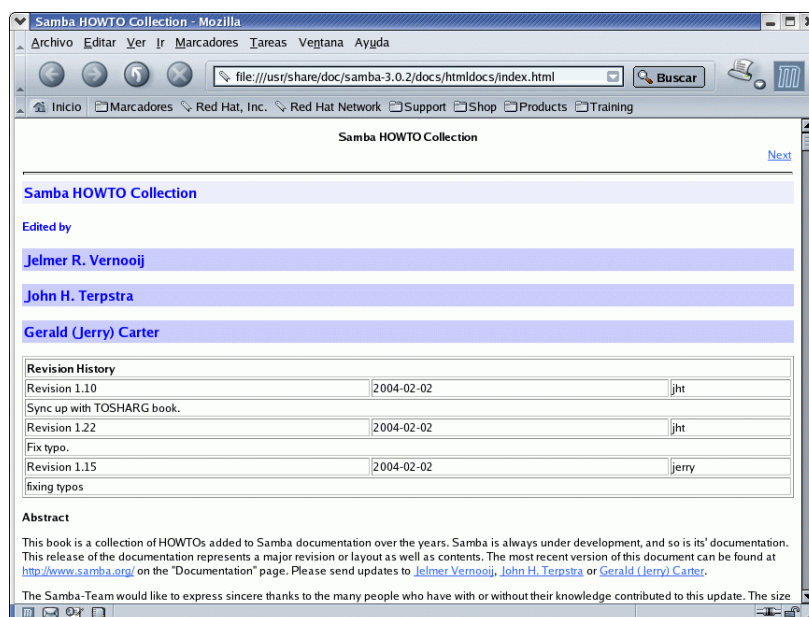 Samba HOWTO Collection - Mozilla
Archivo Editar Ver Ir Marcadores Tareas Ventana Ayuda
file:///usr/share/doc/samba-3.0.2/docs/htmldocs/index.html Buscar
Inicio Marcadores Red Hat, Inc. Red Hat Network Support Shop Products Training
Samba HOWTO Collection
Next
Samba HOWTO Collection
Edited by
Jelmer R. Vernooij
John H. Terpstra
Gerald (Jerry) Carter
Revision History
Revision 1.10 2004-02-02 jht
Sync up with TOSHARG book.
Revision 1.22 2004-02-02 jht
Fix typo.
Revision 1.15 2004-02-02 jerry
fixing typos
Abstract
This book is a collection of HOWTOs added to Samba documentation over the years. Samba is always under development, and so is its' documentation.
This release of the documentation represents a major revision or layout as well as contents. The most recent version of this document can be found at
http://www.samba.org/ on the "Documentation" page. Please send updates to Jelmer Vernooij, John H. Terpstra or Gerald (Jerry) Carter.
The Samba-Team would like to express sincere thanks to the many people who have with or without their knowledge contributed to this update. The size